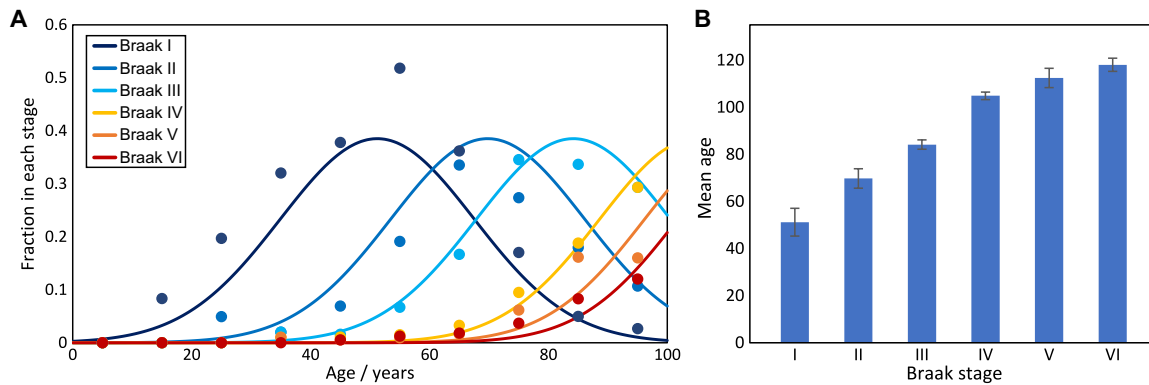 A
0.6
0.5
0.4
0.3
0.2
0.1
0
Fraction in each stage
Braak I
Braak II
Braak III
Braak IV
Braak V
Braak VI
0 20 40 60 80 100
Age / years
B
120
100
80
60
40
20
0
Mean age
I II III IV V VI
Braak stage